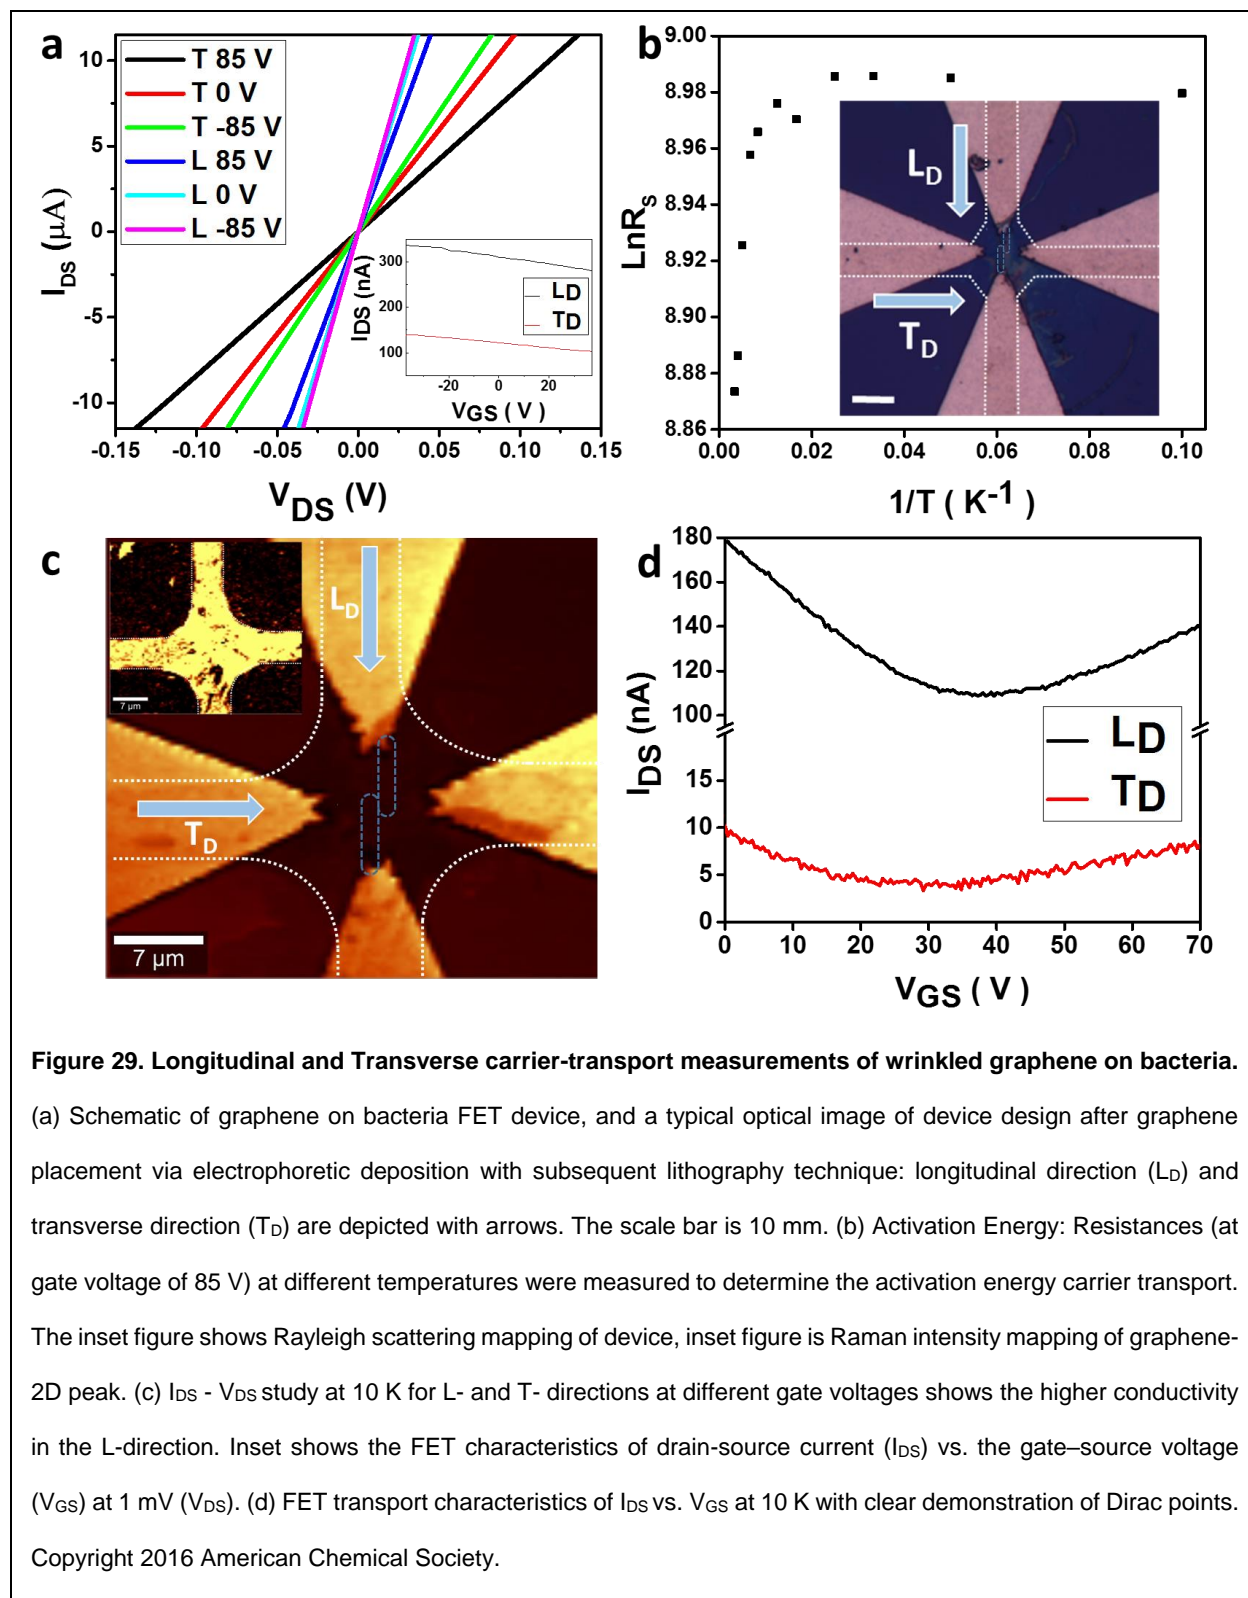 a
T 85 V
T 0 V
T -85 V
L 85 V
L 0 V
L -85 V
10
5
0
-5
-10
I_DS (μA)
-0.15
-0.10
-0.05
0.00
0.05
0.10
0.15
V_DS (V)
300
200
100
IDS (nA)
LD
TD
-20
0
20
VGS ( V )
b
9.00
8.98
8.96
8.94
8.92
8.90
8.88
8.86
LnR_S
0.00
0.02
0.04
0.06
0.08
0.10
1/T ( K⁻¹ )
L_D
T_D
c
7 µm
L_D
T_D
7 µm
d
180
160
140
120
100
15
10
5
0
I_DS (nA)
LD
TD
0
10
20
30
40
50
60
70
VGS ( V )
Figure 29. Longitudinal and Transverse carrier-transport measurements of wrinkled graphene on bacteria.
(a) Schematic of graphene on bacteria FET device, and a typical optical image of device design after graphene
placement via electrophoretic deposition with subsequent lithography technique: longitudinal direction (L_D) and
transverse direction (T_D) are depicted with arrows. The scale bar is 10 mm. (b) Activation Energy: Resistances (at
gate voltage of 85 V) at different temperatures were measured to determine the activation energy carrier transport.
The inset figure shows Rayleigh scattering mapping of device, inset figure is Raman intensity mapping of graphene-
2D peak. (c) I_DS - V_DS study at 10 K for L- and T- directions at different gate voltages shows the higher conductivity
in the L-direction. Inset shows the FET characteristics of drain-source current (I_DS) vs. the gate–source voltage
(V_GS) at 1 mV (V_DS). (d) FET transport characteristics of I_DS vs. V_GS at 10 K with clear demonstration of Dirac points.
Copyright 2016 American Chemical Society.